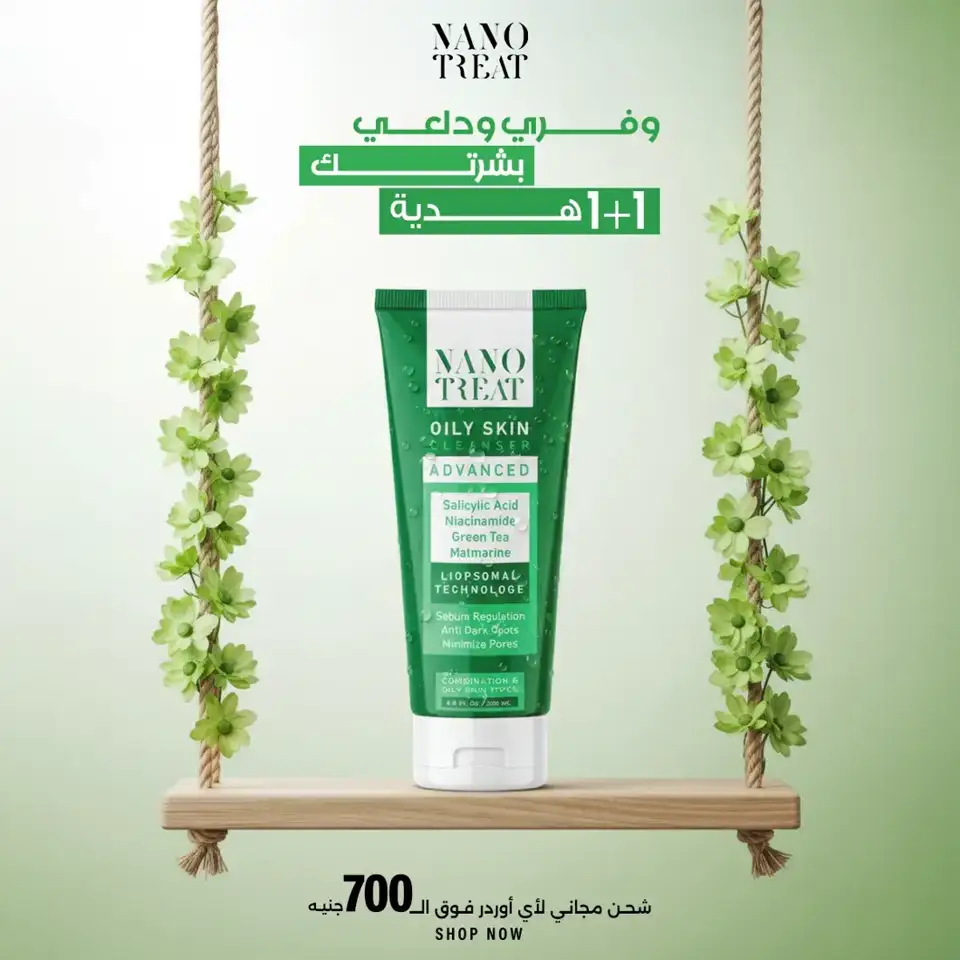 NANO
TREAT
وفري ودلعي
بشرتك
1+1 هدية
NANO
TREAT
OILY SKIN
CLEANSER
ADVANCED
Salicylic Acid
Niacinamide
Green Tea
Matmarine
LIOPSOMAL
TECHNOLOGE
Sebum Regulation
Anti Dark Spots
Minimize Pores
COMBINATION &
OILY SKIN TYPES
شحن مجاني لأي أوردر فوق الـ700جنيه
SHOP NOW